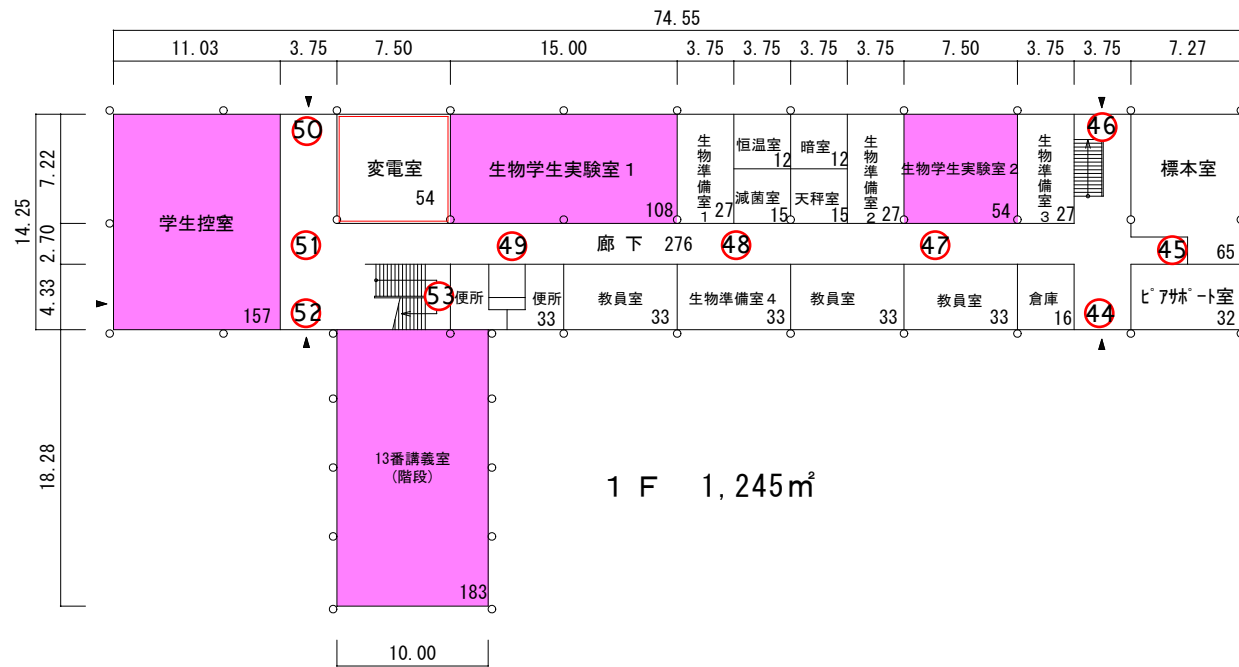 74.55
11.03 3.75 7.50 15.00 3.75 3.75 3.75 3.75 7.50 3.75 3.75 7.27
14.25
7.22
2.70
4.33
18.28
10.00
学生控室
157
50
51
52
変電室
54
生物学生実験室1
108
生物準備室1
27
恒温室
12
暗室
12
滅菌室
15
天秤室
15
生物準備室2
27
生物学生実験室2
54
生物準備室3
27
46
標本室
65
49
廊下 276
48
47
45
53
便所
便所
33
教員室
33
生物準備室4
33
教員室
33
教員室
33
倉庫
16
44
ピアサポート室
32
13番講義室
(階段)
183
1F 1,245㎡